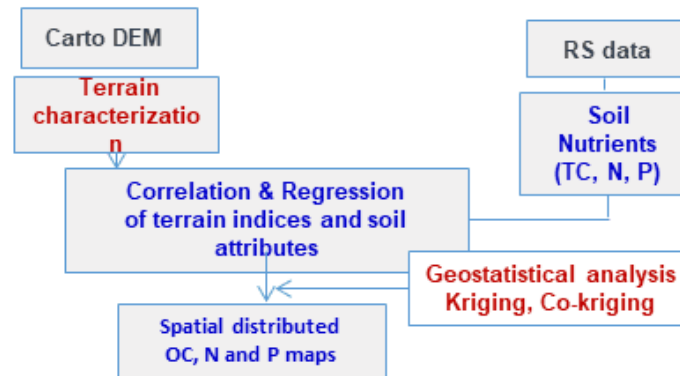 Carto DEM
RS data
Terrain
characterizatio
n
Soil
Nutrients
(TC, N, P)
Correlation & Regression
of terrain indices and soil
attributes
Geostatistical analysis
Kriging, Co-kriging
Spatial distributed
OC, N and P maps